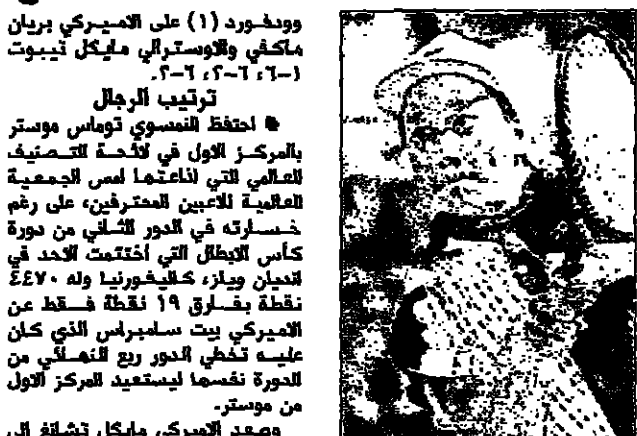 وودفورد (١) على الاميركي بريان
ماكفي والاوسترالي مايكل تيبوت
١-٦، ٦-٢، ٦-٢.
ترتيب الرجال
احتفظ النمسوي توماس موستر
بالمركز الاول في لائحة التصنيف
العالمي التي اذاعتها امس الجمعية
العالمية للاعبين المحترفين، على رغم
خسارته في الدور الثاني من دورة
كأس الابطال التي اختتمت الاحد في
انديان ويلز، كاليفورنيا وله ٤٤٧٠
نقطة بفارق ١٩ نقطة فقط عن
الاميركي بيت سامبراس الذي كان
عليه تخطي الدور ربع النهائي من
الدورة نفسها ليستعيد المركز الاول
من موستر.
وصعد الاميركي مايكل تشانغ الى